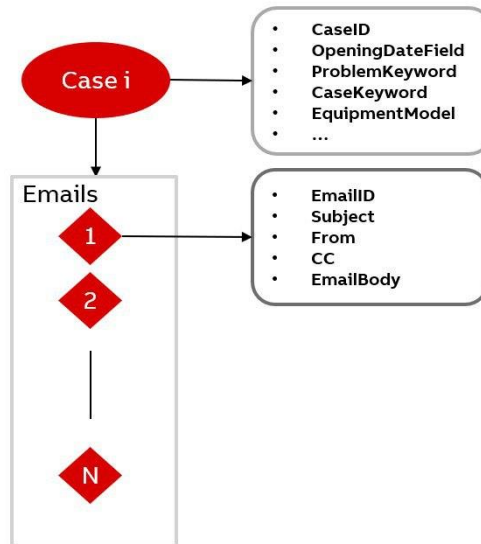 Case i
• CaseID
• OpeningDateField
• ProblemKeyword
• CaseKeyword
• EquipmentModel
• ...
Emails
1
• EmailID
• Subject
• From
• CC
• EmailBody
2
N